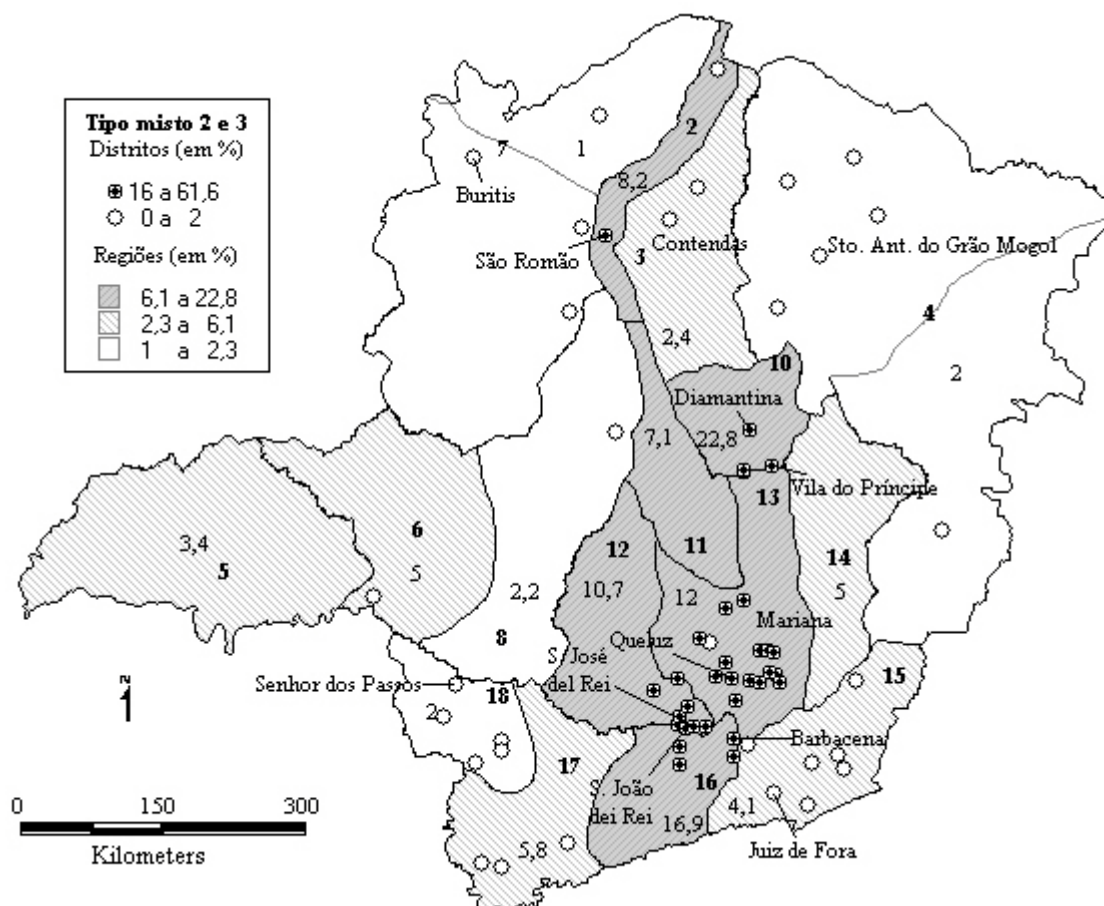 Tipo misto 2 e 3
Distritos (em %)
16 a 61,6
0 a 2
Regiões (em %)
6,1 a 22,8
2,3 a 6,1
1 a 2,3
2
7
1
Buritis
8,2
São Romão
3
Contendas
Sto. Ant. do Grão Mogol
4
2,4
10
2
Diamantina
7,1
22,8
Vila do Príncipe
13
6
12
11
14
3,4
5
5
2,2
10,7
12
5
Mariana
8
Queluz
S. José
del Rei
15
Senhor dos Passos
18
2
N
Barbacena
17
16
S. João
dei Rei
0 150 300
Kilometers
5,8
16,9
4,1
Juiz de Fora